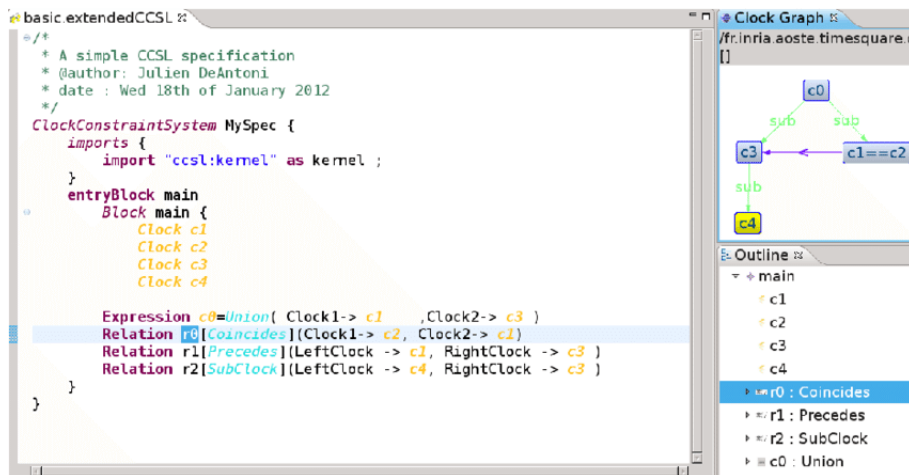 basic.extendedCCSL
/*
* A simple CCSL specification
* @author: Julien DeAntoni
* date : Wed 18th of January 2012
*/
ClockConstraintSystem MySpec {
imports {
import "ccsl:kernel" as kernel ;
}
entryBlock main
Block main {
Clock c1
Clock c2
Clock c3
Clock c4
Expression c0=Union( Clock1-> c1 ,Clock2-> c3 )
Relation r0[Coincides](Clock1-> c2, Clock2-> c1)
Relation r1[Precedes](LeftClock -> c1, RightClock -> c3 )
Relation r2[SubClock](LeftClock -> c4, RightClock -> c3 )
}
}
Clock Graph
/fr.inria.aoste.timesquare.
[]
c0
sub sub
c3 c1==c2
sub
c4
Outline
main
c1
c2
c3
c4
r0 : Coincides
r1 : Precedes
r2 : SubClock
c0 : Union